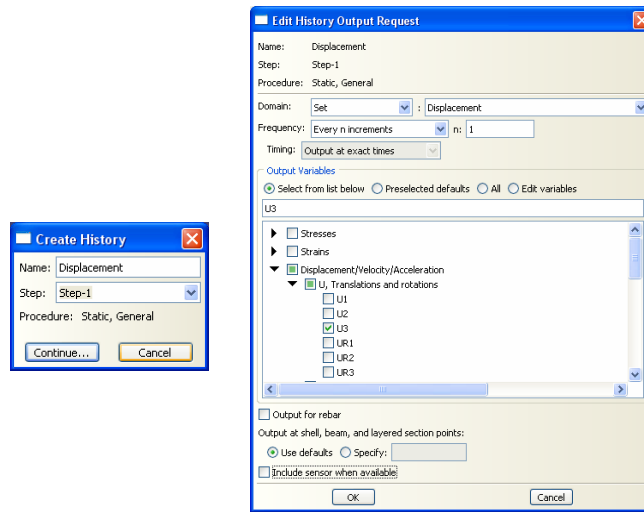 Create History
Name: Displacement
Step: Step-1
Procedure: Static, General
Continue... Cancel
Edit History Output Request
Name: Displacement
Step: Step-1
Procedure: Static, General
Domain: Set : Displacement
Frequency: Every n increments n: 1
Timing: Output at exact times
Output Variables
Select from list below Preselected defaults All Edit variables
U3
Stresses
Strains
Displacement/Velocity/Acceleration
U, Translations and rotations
U1
U2
U3
UR1
UR2
UR3
Output for rebar
Output at shell, beam, and layered section points:
Use defaults Specify:
Include sensor when available
OK Cancel